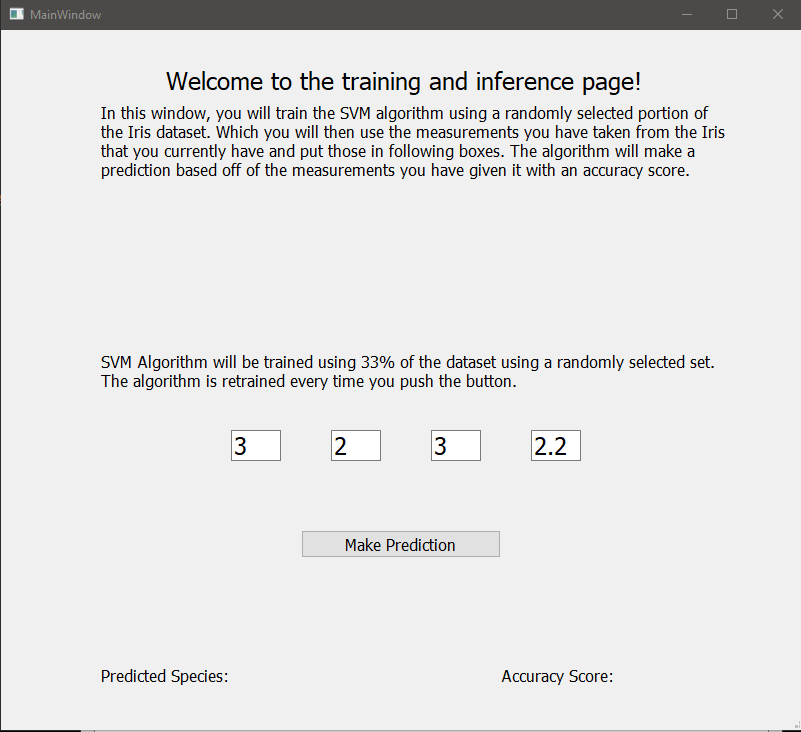 MainWindow
Welcome to the training and inference page!
In this window, you will train the SVM algorithm using a randomly selected portion of
the Iris dataset. Which you will then use the measurements you have taken from the Iris
that you currently have and put those in following boxes. The algorithm will make a
prediction based off of the measurements you have given it with an accuracy score.
SVM Algorithm will be trained using 33% of the dataset using a randomly selected set.
The algorithm is retrained every time you push the button.
3 2 3 2.2
Make Prediction
Predicted Species: Accuracy Score: